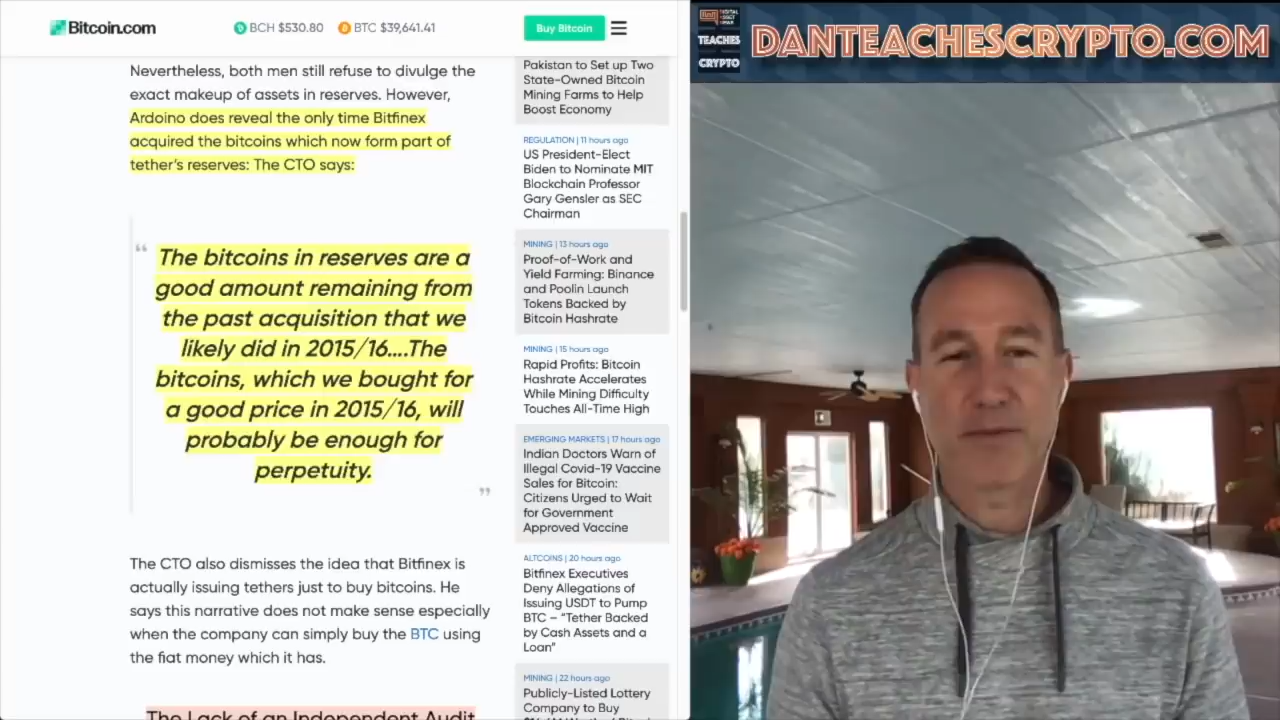 Bitcoin.com
BCH $530.80
BTC $39,641.41
Buy Bitcoin
Nevertheless, both men still refuse to divulge the
exact makeup of assets in reserves. However,
Ardoino does reveal the only time Bitfinex
acquired the bitcoins which now form part of
tether's reserves: The CTO says:
“
The bitcoins in reserves are a
good amount remaining from
the past acquisition that we
likely did in 2015/16....The
bitcoins, which we bought for
a good price in 2015/16, will
probably be enough for
perpetuity.
”
The CTO also dismisses the idea that Bitfinex is
actually issuing tethers just to buy bitcoins. He
says this narrative does not make sense especially
when the company can simply buy the BTC using
the fiat money which it has.
The Lack of an Independent Audit
Pakistan to Set up Two
State-Owned Bitcoin
Mining Farms to Help
Boost Economy
REGULATION | 11 hours ago
US President-Elect
Biden to Nominate MIT
Blockchain Professor
Gary Gensler as SEC
Chairman
MINING | 13 hours ago
Proof-of-Work and
Yield Farming: Binance
and Poolin Launch
Tokens Backed by
Bitcoin Hashrate
MINING | 15 hours ago
Rapid Profits: Bitcoin
Hashrate Accelerates
While Mining Difficulty
Touches All-Time High
EMERGING MARKETS | 17 hours ago
Indian Doctors Warn of
Illegal Covid-19 Vaccine
Sales for Bitcoin:
Citizens Urged to Wait
for Government
Approved Vaccine
ALTCOINS | 20 hours ago
Bitfinex Executives
Deny Allegations of
Issuing USDT to Pump
BTC – “Tether Backed
by Cash Assets and a
Loan”
MINING | 22 hours ago
Publicly-Listed Lottery
Company to Buy
TEACHES
CRYPTO
DANTEACHESCRYPTO.COM